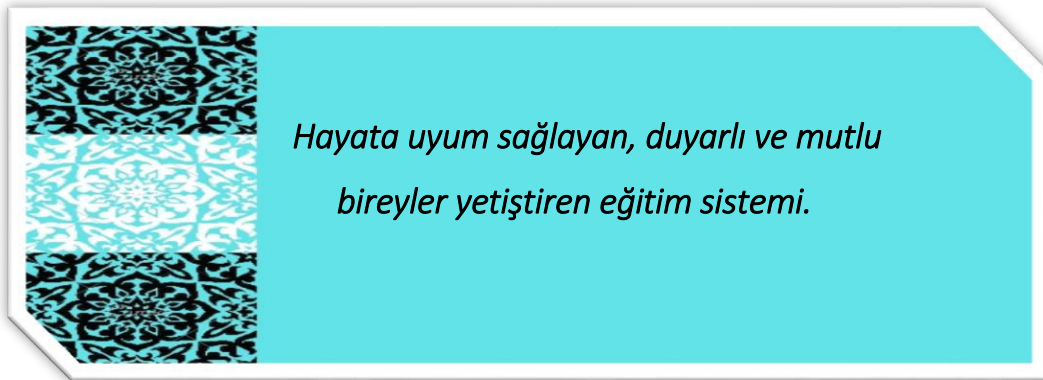 Hayata uyum sağlayan, duyarlı ve mutlu
bireyler yetiştiren eğitim sistemi.